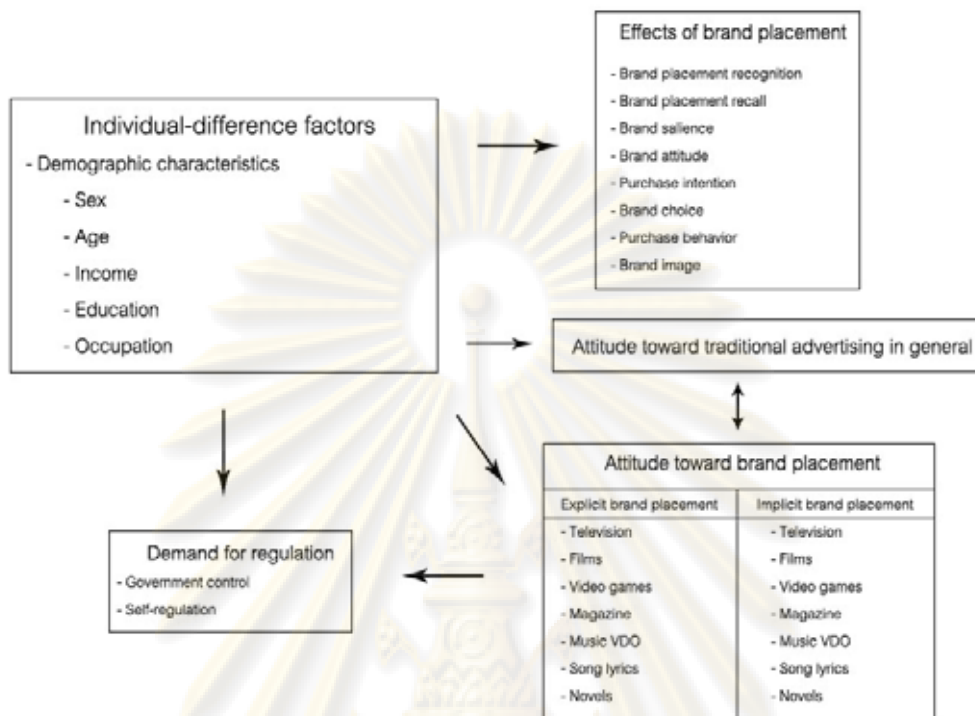 Effects of brand placement
- Brand placement recognition
- Brand placement recall
- Brand salience
- Brand attitude
- Purchase intention
- Brand choice
- Purchase behavior
- Brand image
Individual-difference factors
- Demographic characteristics
- Sex
- Age
- Income
- Education
- Occupation
Attitude toward traditional advertising in general
Attitude toward brand placement
Explicit brand placement
- Television
- Films
- Video games
- Magazine
- Music VDO
- Song lyrics
- Novels
Implicit brand placement
- Television
- Films
- Video games
- Magazine
- Music VDO
- Song lyrics
- Novels
Demand for regulation
- Government control
- Self-regulation